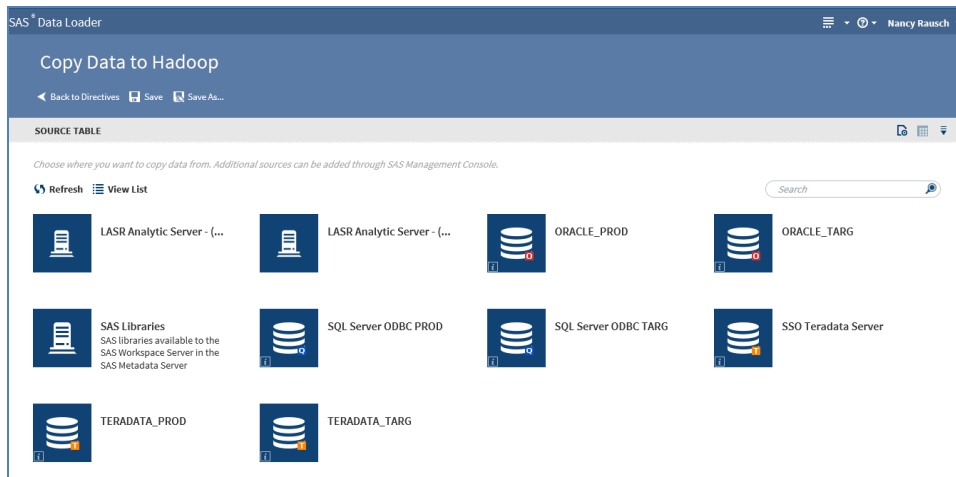 SAS® Data Loader
Nancy Rausch
Copy Data to Hadoop
Back to Directives Save Save As...
SOURCE TABLE
Choose where you want to copy data from. Additional sources can be added through SAS Management Console.
Refresh View List
Search
LASR Analytic Server - (...
LASR Analytic Server - (...
ORACLE_PROD
ORACLE_TARG
SAS Libraries
SAS libraries available to the
SAS Workspace Server in the
SAS Metadata Server
SQL Server ODBC PROD
SQL Server ODBC TARG
SSO Teradata Server
TERADATA_PROD
TERADATA_TARG